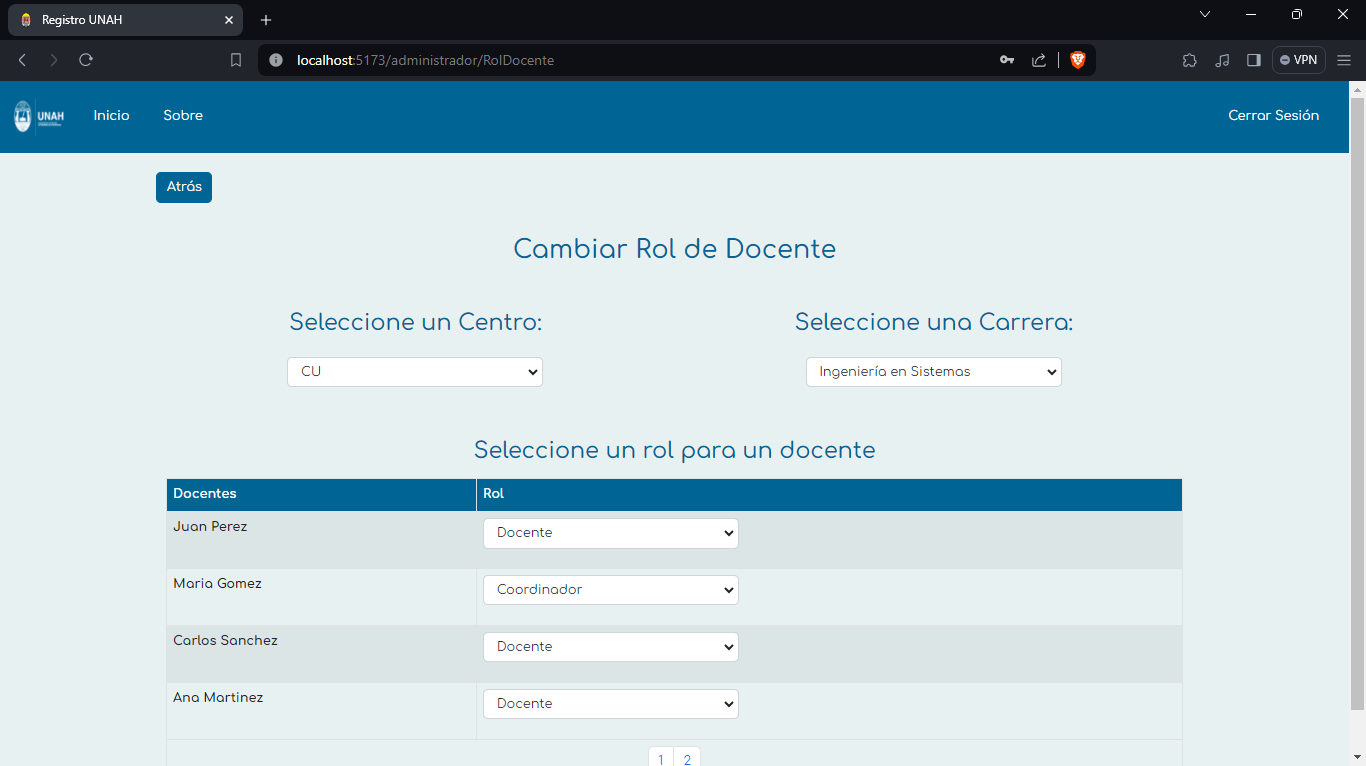 Registro UNAH
localhost:5173/administrador/RolDocente
VPN
UNAH
Inicio
Sobre
Cerrar Sesión
Atrás
Cambiar Rol de Docente
Seleccione un Centro:
Seleccione una Carrera:
CU
Ingeniería en Sistemas
Seleccione un rol para un docente
Docentes
Rol
Juan Perez
Docente
Maria Gomez
Coordinador
Carlos Sanchez
Docente
Ana Martinez
Docente
1
2